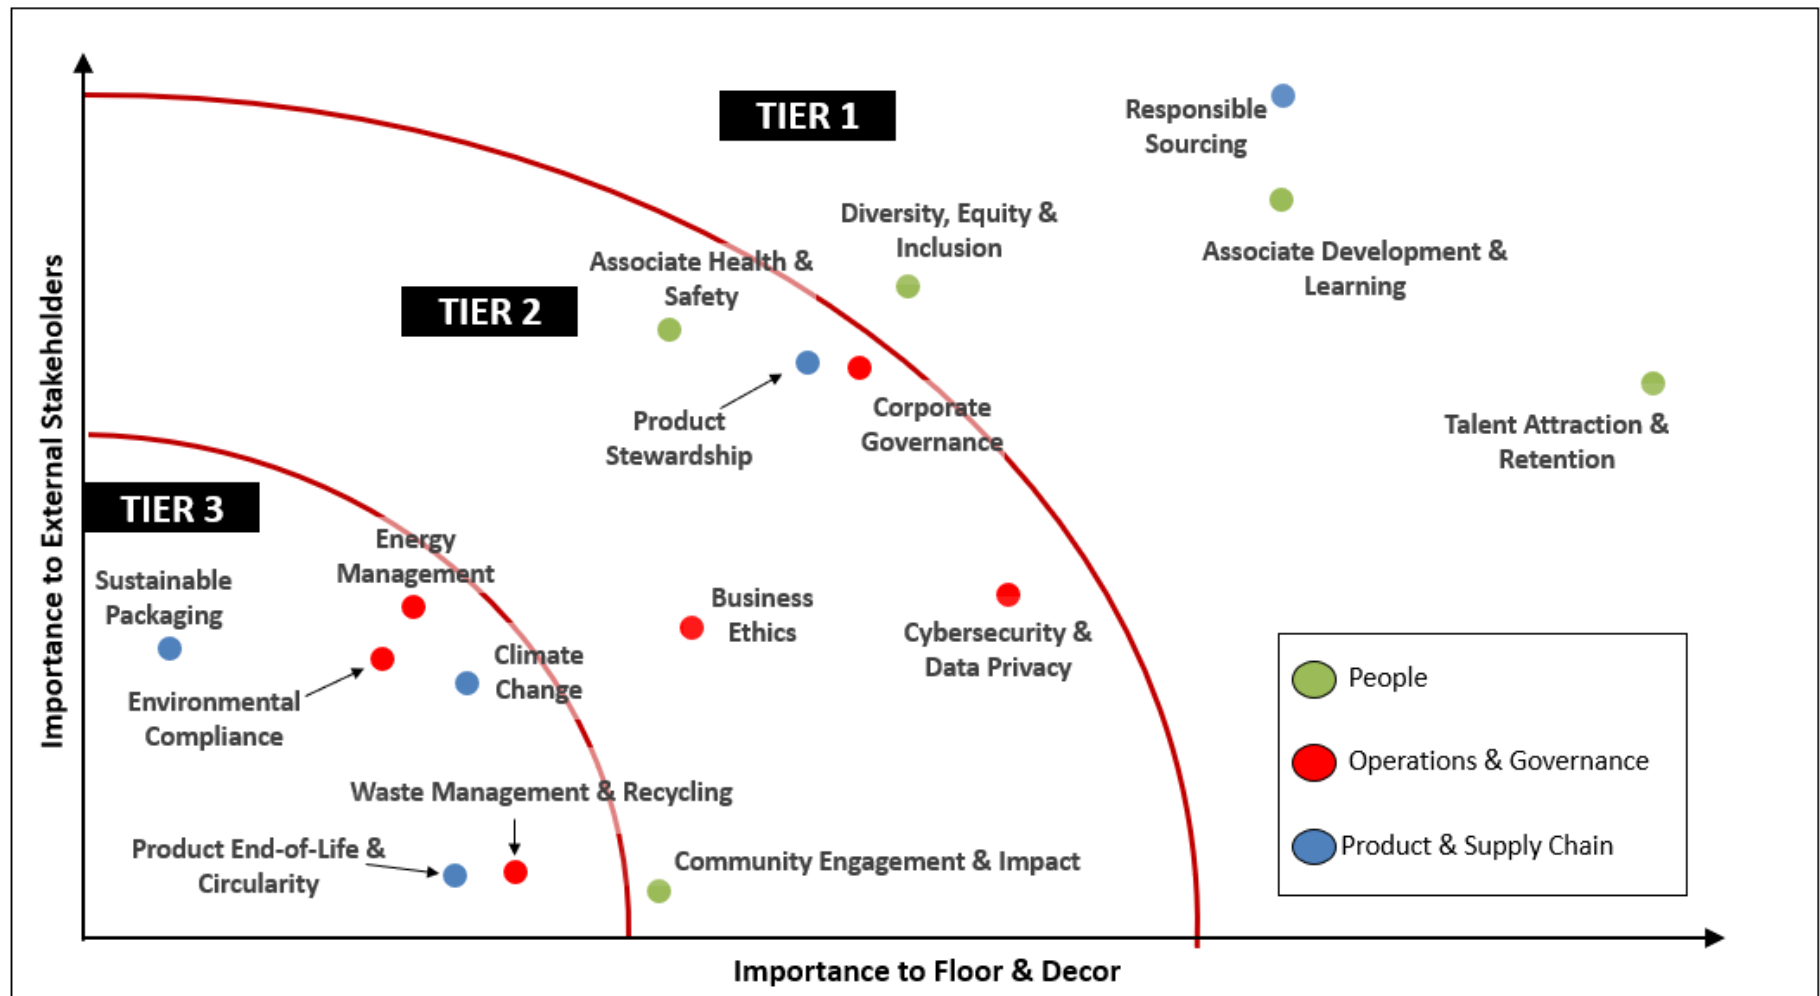 TIER 1
Responsible
Sourcing
Diversity, Equity &
Inclusion
Associate Development &
Learning
Associate Health &
Safety
TIER 2
Product
Stewardship
Corporate
Governance
Talent Attraction &
Retention
TIER 3
Energy
Management
Sustainable
Packaging
Business
Ethics
Cybersecurity &
Data Privacy
Climate
Change
Environmental
Compliance
Waste Management & Recycling
Product End-of-Life &
Circularity
Community Engagement & Impact
People
Operations & Governance
Product & Supply Chain
Importance to External Stakeholders
Importance to Floor & Decor